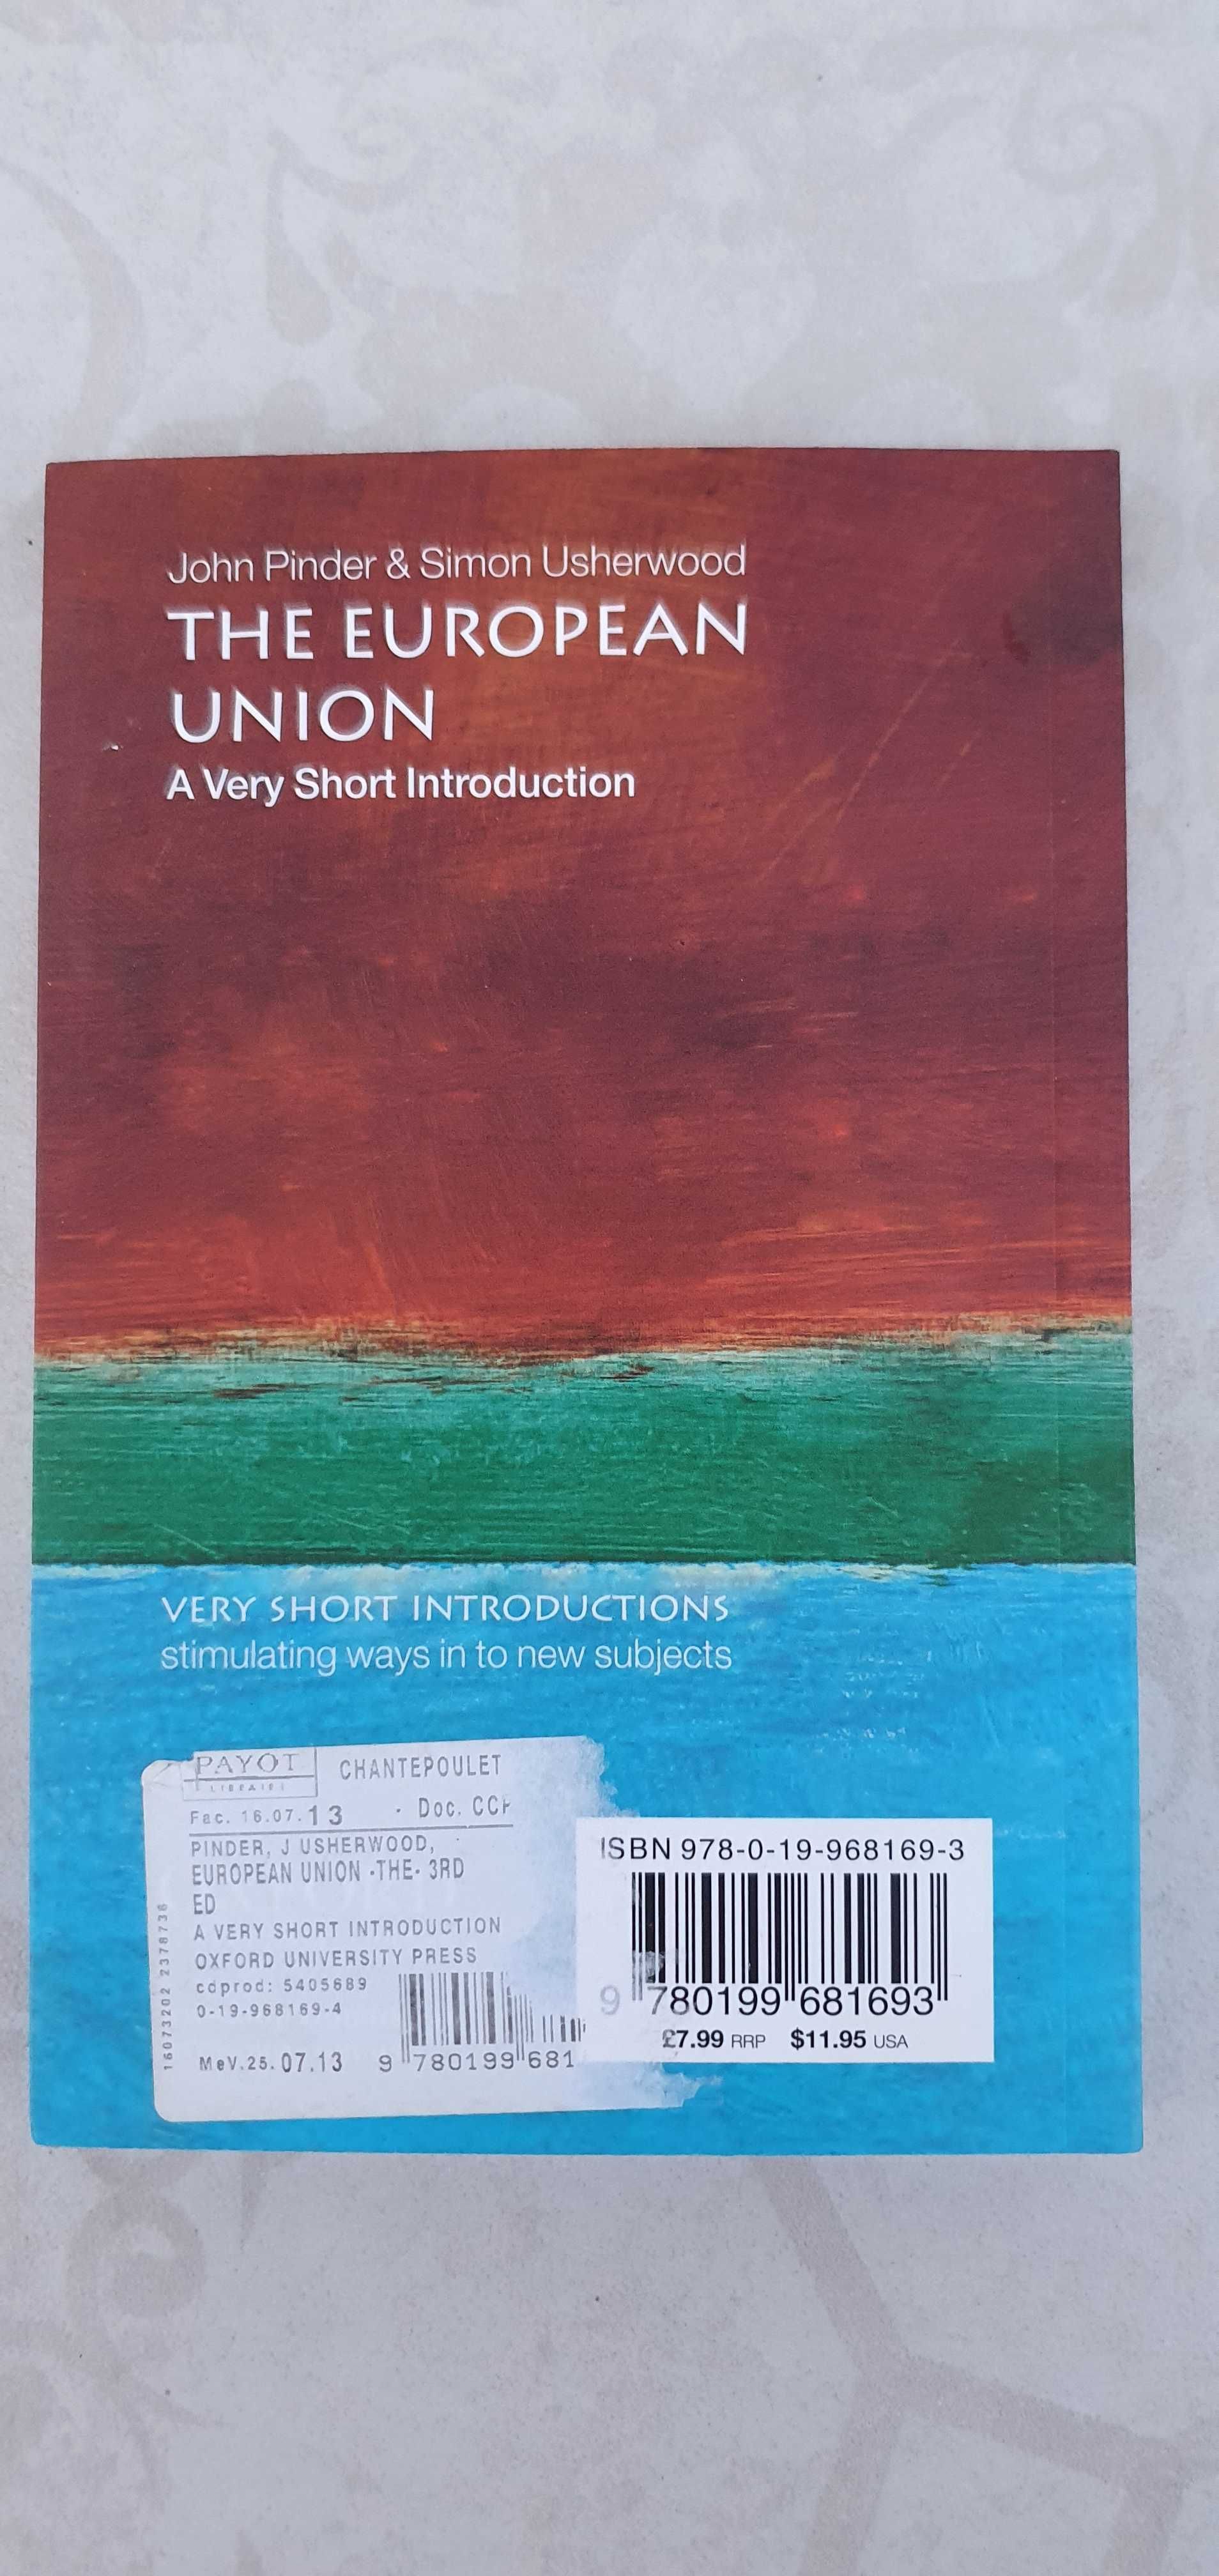 John Pinder & Simon Usherwood
THE EUROPEAN
UNION
A Very Short Introduction
VERY SHORT INTRODUCTIONS
stimulating ways in to new subjects
PAYOT
LIBRAIRE
CHANTEPOULET
Fac. 16.07.13 - Doc. CCF
PINDER, J USHERWOOD,
EUROPEAN UNION -THE- 3RD
ED
A VERY SHORT INTRODUCTION
OXFORD UNIVERSITY PRESS
cdprod: 5405689
0-19-968169-4
MeV.25.07.13
9 780199 681
16073202 2378736
ISBN 978-0-19-968169-3
9 780199 681693
£7.99 RRP $11.95 USA